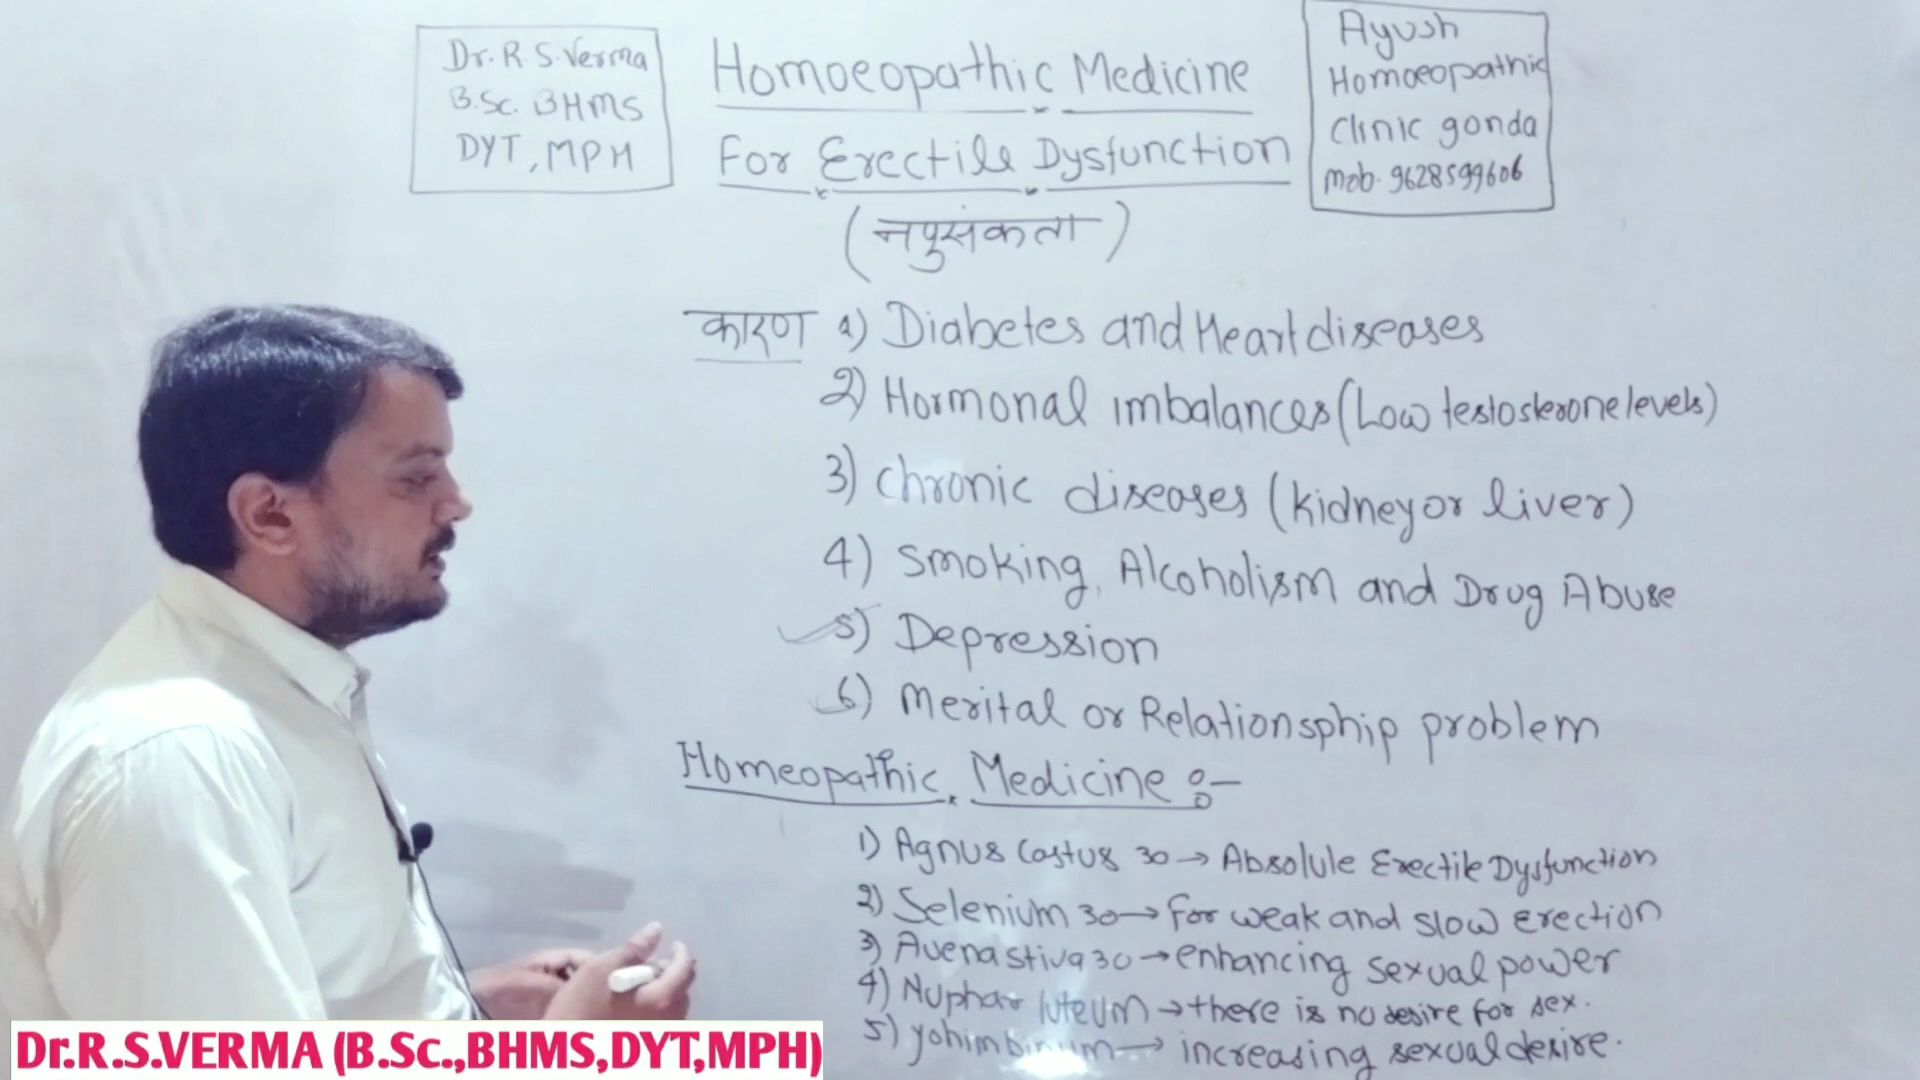 Dr. R. S. Verma
B.Sc. BHMS
DYT, MPH
Homoeopathic Medicine
For Erectile Dysfunction
(नपुसंकता)
Ayush
Homoeopathic
Clinic gonda
Mob. 9628599606
कारण 1) Diabetes and Heart diseases
2) Hormonal imbalances (Low testosterone levels)
3) Chronic diseases (kidney or liver)
4) Smoking, Alcoholism and Drug Abuse
5) Depression
6) Merital or Relationsphip problem
Homeopathic Medicine :-
1) Agnus Castus 30 → Absolule Erectile Dysfunction
2) Selenium 30 → For weak and slow erection
3) Avena stiva 30 → enhancing sexual power
4) Nuphar luteum → there is no desire for sex.
5) yohimbinum → increasing sexual desire.
Dr.R.S.VERMA (B.Sc.,BHMS,DYT,MPH)